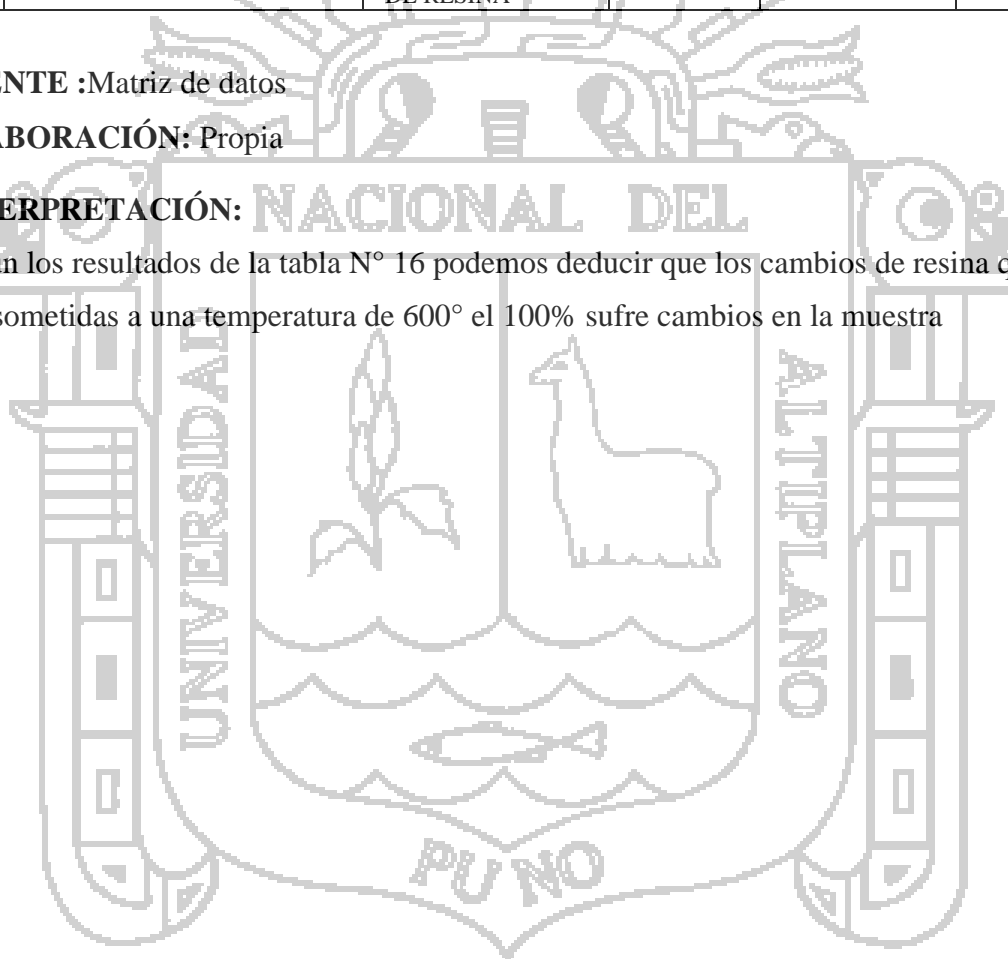 DE RESINA
ENTE :Matriz de datos
ABORACIÓN: Propia
ERPRETACIÓN:
NACIONAL DEL
n los resultados de la tabla N° 16 podemos deducir que los cambios de resina
sometidas a una temperatura de 600° el 100% sufre cambios en la muestra
UNIVERSIDAD
ALTIPLANO
PUNO